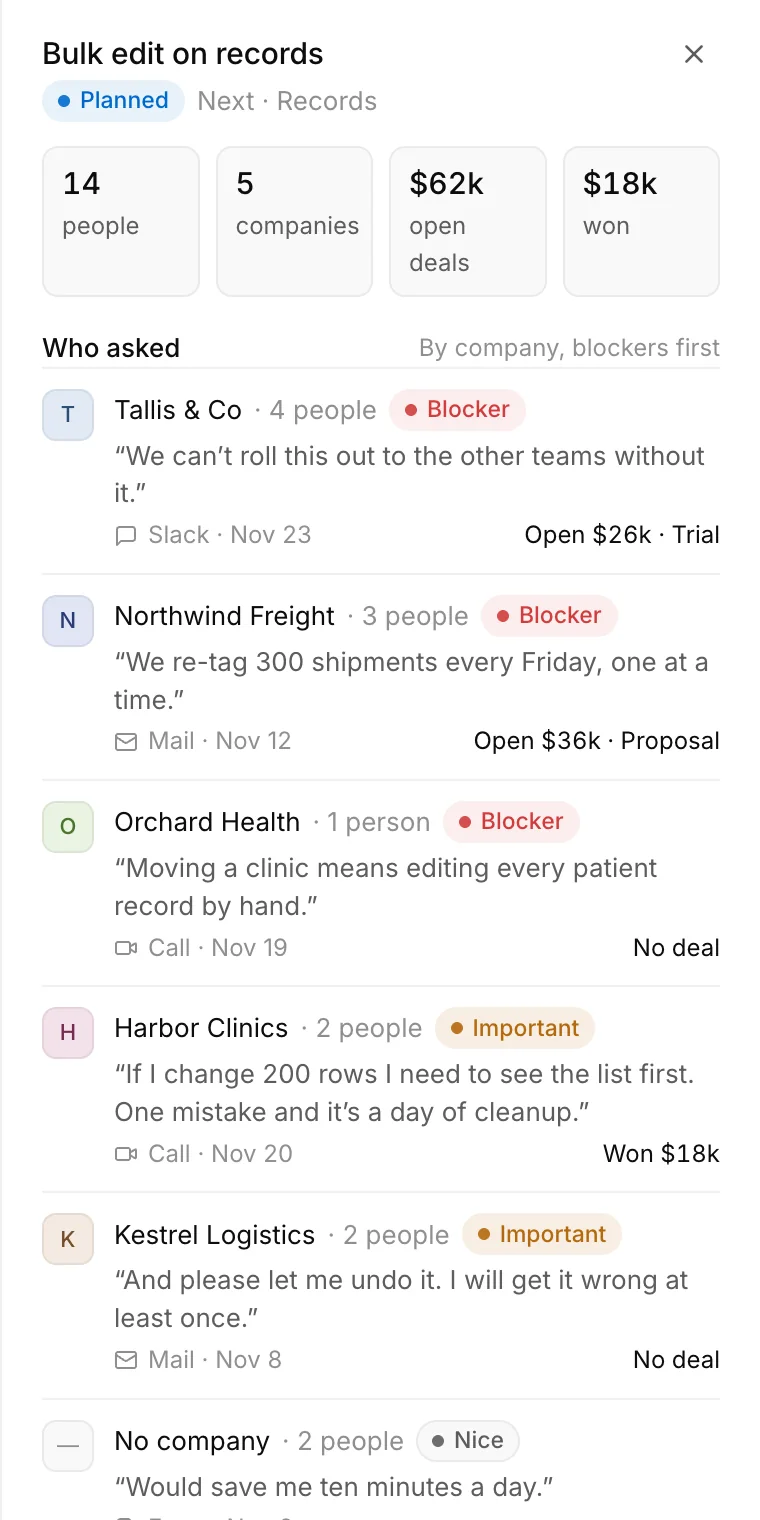 Bulk edit on records
Planned Next · Records
14
people
5
companies
$62k
open
deals
$18k
won
Who asked
By company, blockers first
T
Tallis & Co · 4 people Blocker
“We can’t roll this out to the other teams without
it.”
Slack · Nov 23
Open $26k · Trial
N
Northwind Freight · 3 people Blocker
“We re-tag 300 shipments every Friday, one at a
time.”
Mail · Nov 12
Open $36k · Proposal
O
Orchard Health · 1 person Blocker
“Moving a clinic means editing every patient
record by hand.”
Call · Nov 19
No deal
H
Harbor Clinics · 2 people Important
“If I change 200 rows I need to see the list first.
One mistake and it’s a day of cleanup.”
Call · Nov 20
Won $18k
K
Kestrel Logistics · 2 people Important
“And please let me undo it. I will get it wrong at
least once.”
Mail · Nov 8
No deal
—
No company · 2 people Nice
“Would save me ten minutes a day.”